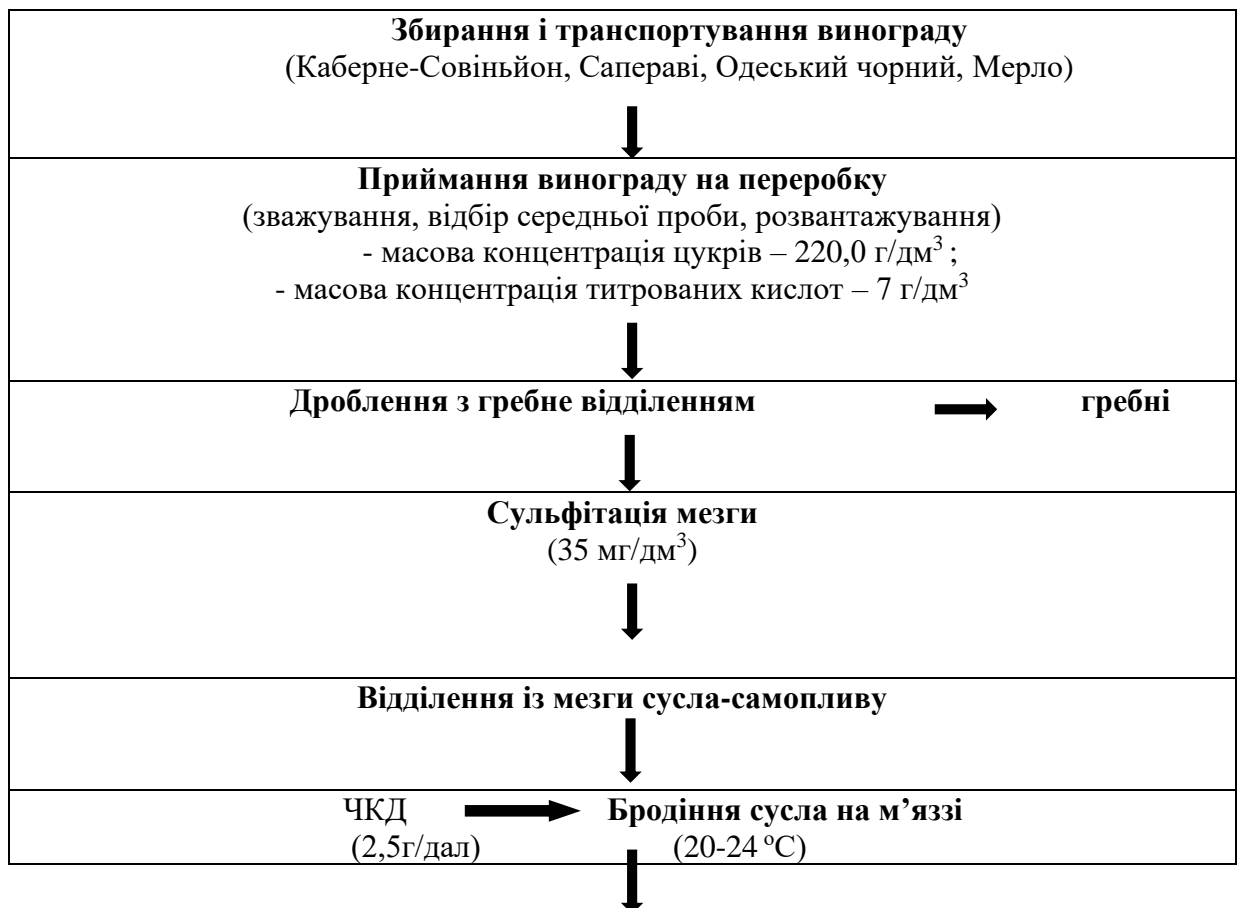 Збирання і транспортування винограду
(Каберне-Совіньйон, Сапераві, Одеський чорний, Мерло)
Приймання винограду на переробку
(зважування, відбір середньої проби, розвантажування)
- масова концентрація цукрів – 220,0 г/дм³ ;
- масова концентрація титрованих кислот – 7 г/дм³
Дроблення з гребне відділенням гребні
Сульфітація мезги
(35 мг/дм³)
Відділення із мезги сусла-самопливу
ЧКД Бродіння сусла на м’яззі
(2,5г/дал) (20-24 ºС)